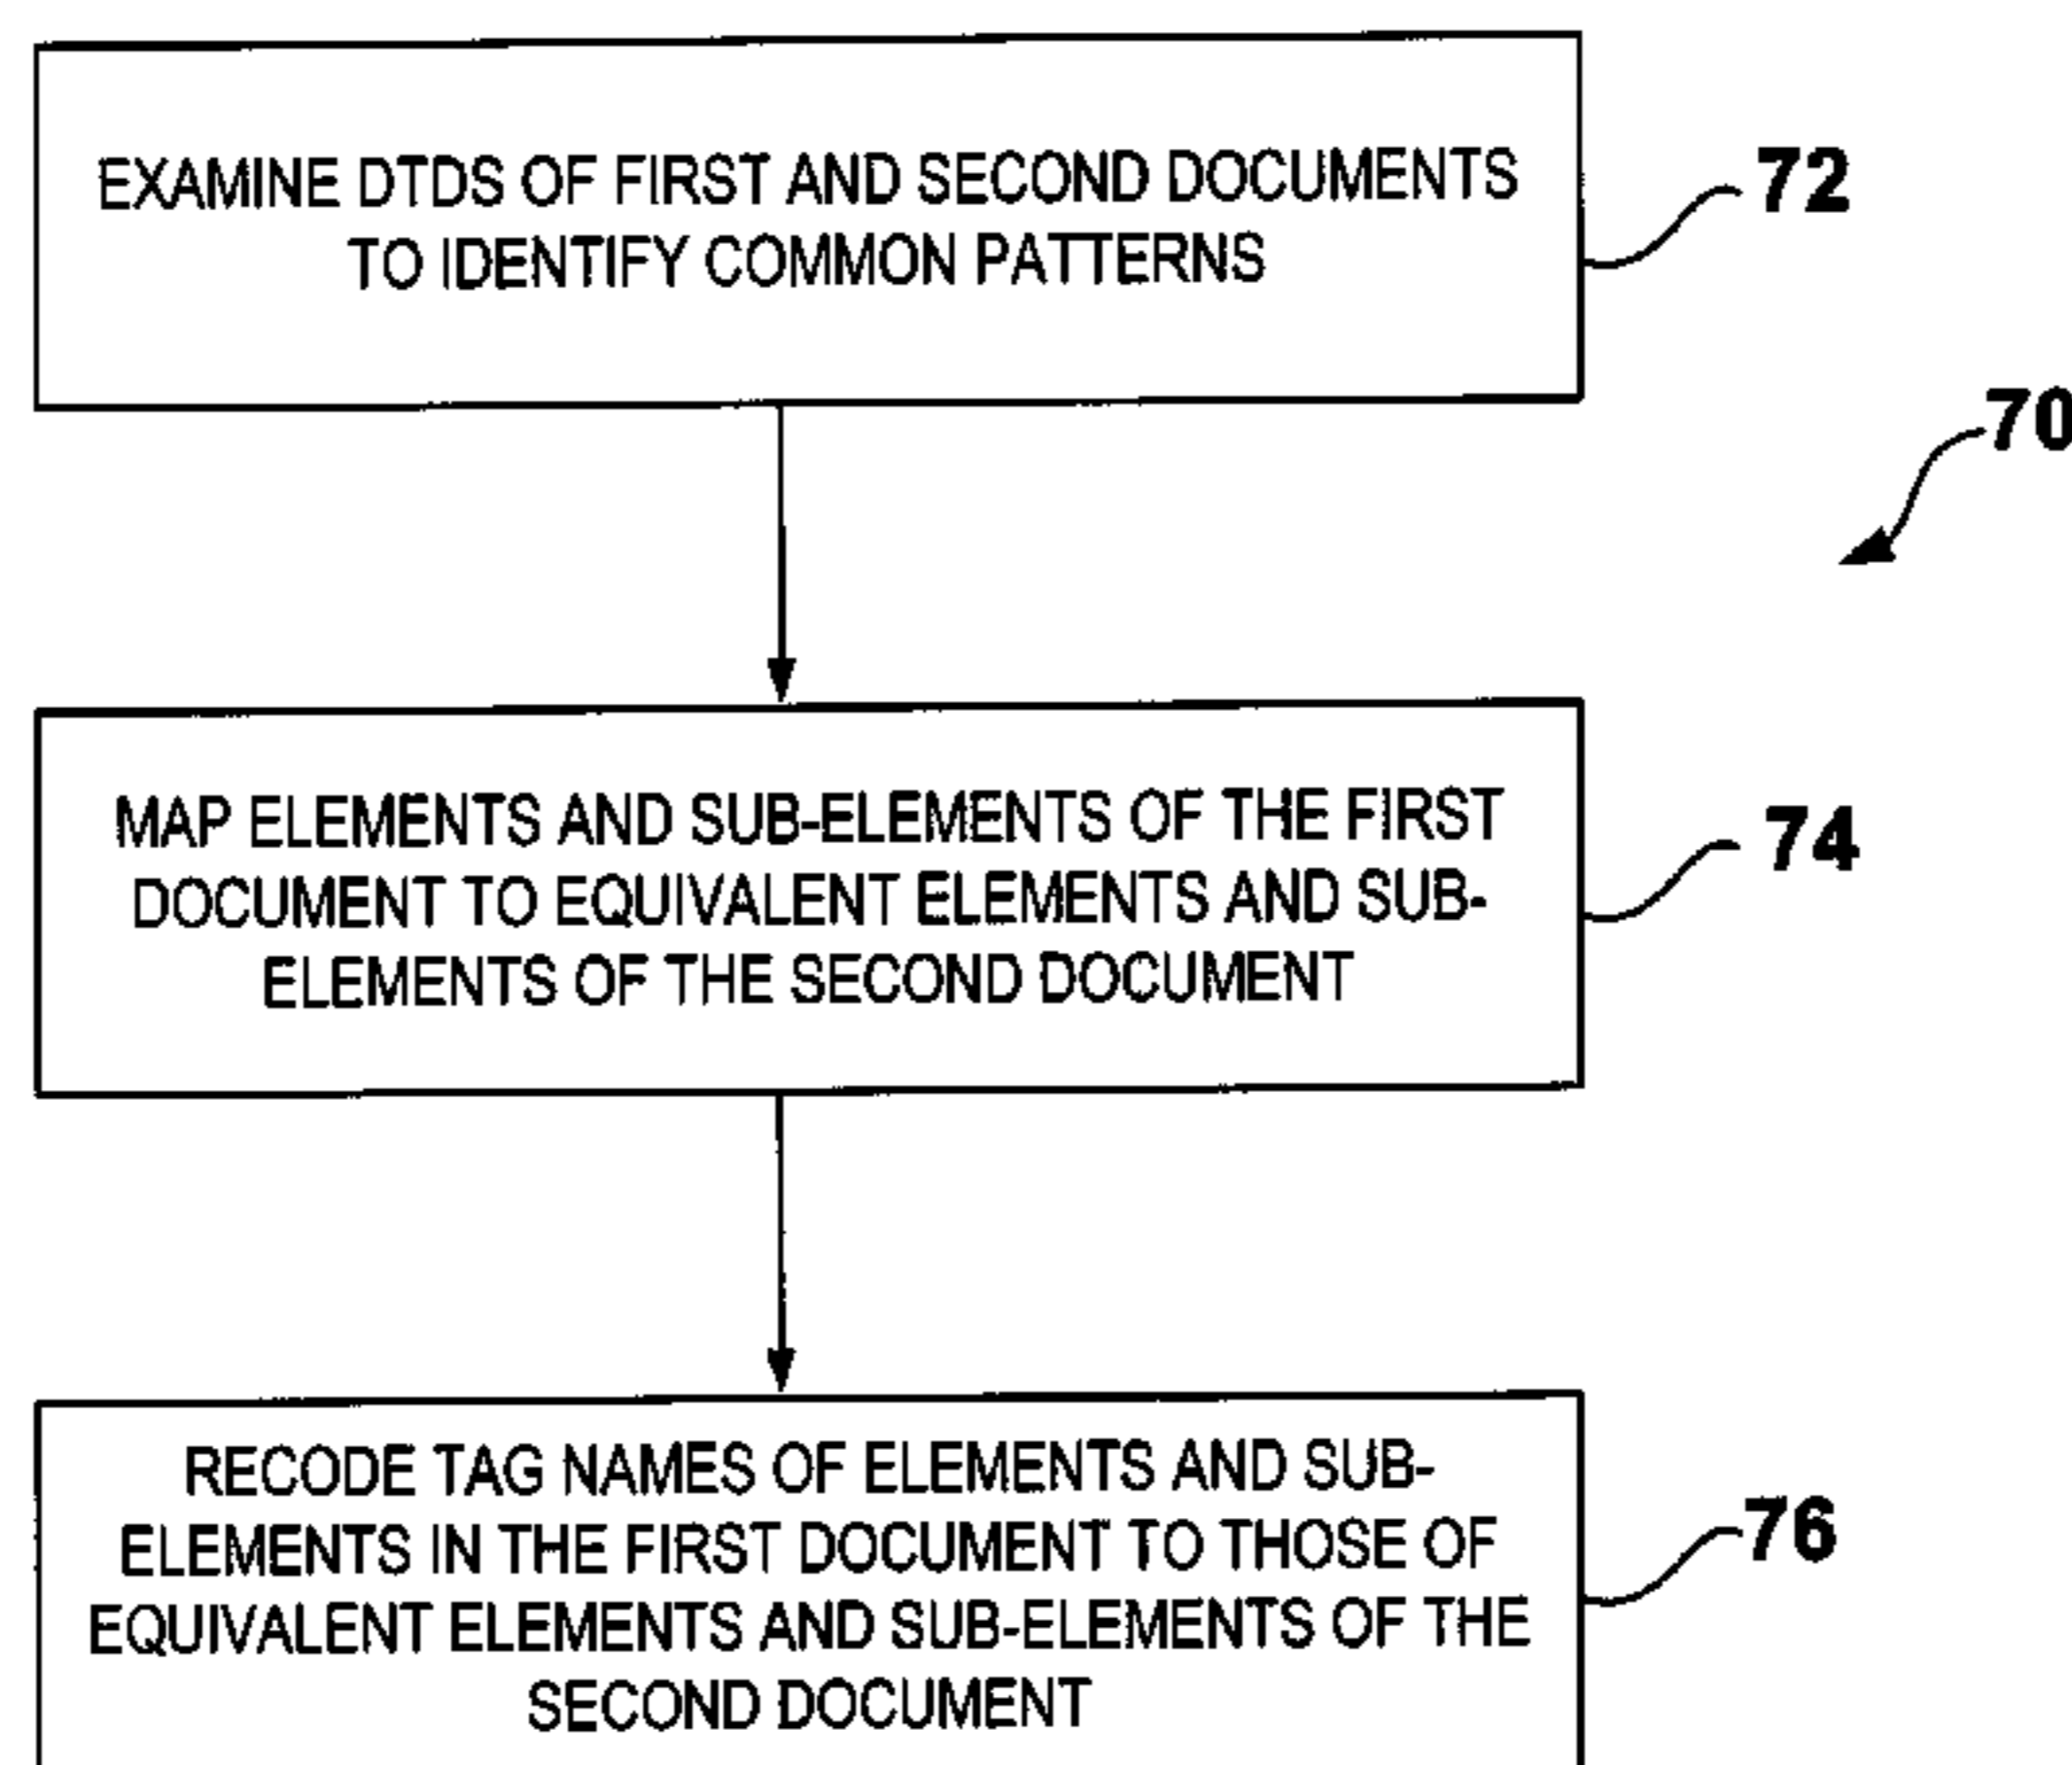 EXAMINE DTDS OF FIRST AND SECOND DOCUMENTS
TO IDENTIFY COMMON PATTERNS
72
70
MAP ELEMENTS AND SUB-ELEMENTS OF THE FIRST
DOCUMENT TO EQUIVALENT ELEMENTS AND SUB-
ELEMENTS OF THE SECOND DOCUMENT
74
RECODE TAG NAMES OF ELEMENTS AND SUB-
ELEMENTS IN THE FIRST DOCUMENT TO THOSE OF
EQUIVALENT ELEMENTS AND SUB-ELEMENTS OF THE
SECOND DOCUMENT
76